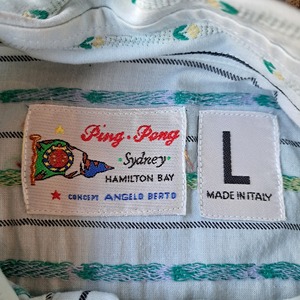 Ping-Pong
Sydney
HAMILTON BAY
CONCEPT ANGELO BERTO
L
MADE IN ITALY